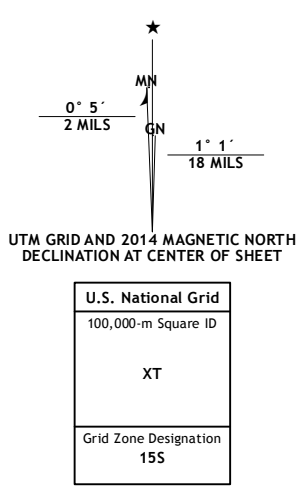 ★
MN
0° 5´
2 MILS
GN
1° 1´
18 MILS
UTM GRID AND 2014 MAGNETIC NORTH
DECLINATION AT CENTER OF SHEET
U.S. National Grid
100,000-m Square ID
XT
Grid Zone Designation
15S